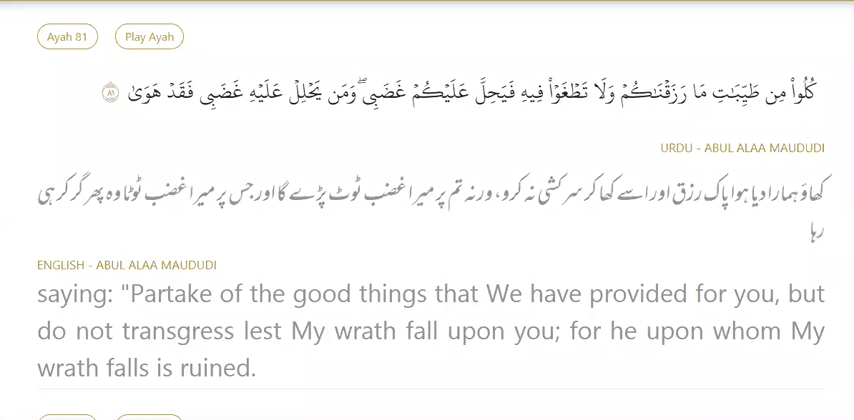 Ayah 81 Play Ayah
كُلُوا۟ مِن طَيِّبَـٰتِ مَا رَزَقْنَـٰكُمْ وَلَا تَطْغَوْا۟ فِيهِ فَيَحِلَّ عَلَيْكُمْ غَضَبِى ۖ وَمَن يَحْلِلْ عَلَيْهِ غَضَبِى فَقَدْ هَوَىٰ ٨١
URDU - ABUL ALAA MAUDUDI
کھاؤ ہمارا دیا ہوا پاک رزق اور اسے کھا کر سرکشی نہ کرو، ورنہ تم پر میرا غضب ٹوٹ پڑے گا اور جس پر میرا غضب ٹوٹا وہ پھر گر کر ہی
رہا
ENGLISH - ABUL ALAA MAUDUDI
saying: "Partake of the good things that We have provided for you, but
do not transgress lest My wrath fall upon you; for he upon whom My
wrath falls is ruined.